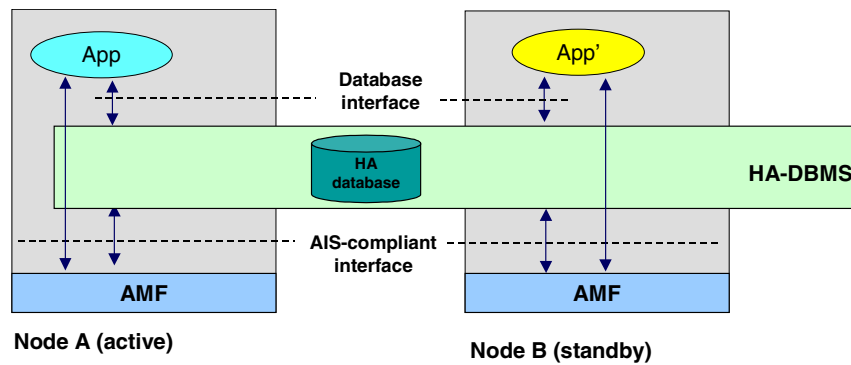 App
App'
Database
interface
HA
database
HA-DBMS
AIS-compliant
interface
AMF
AMF
Node A (active)
Node B (standby)